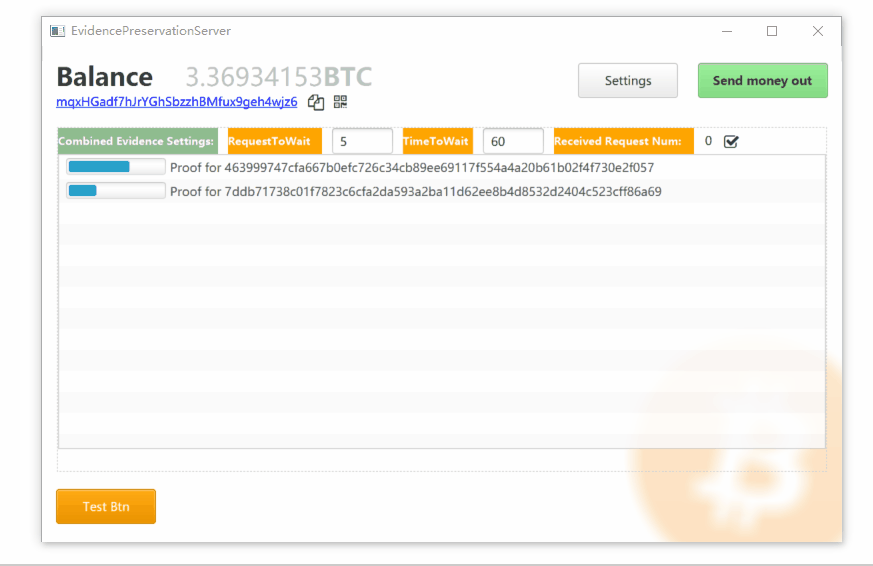 EvidencePreservationServer
Balance 3.36934153BTC
mqxHGadf7hJrYGhSbzzhBMfux9geh4wjz6
Settings
Send money out
Combined Evidence Settings: RequestToWait 5 TimeToWait 60 Received Request Num: 0
Proof for 463999747cfa667b0efc726c34cb89ee69117f554a4a20b61b02f4f730e2f057
Proof for 7ddb71738c01f7823c6cfa2da593a2ba11d62ee8b4d8532d2404c523cff86a69
Test Btn